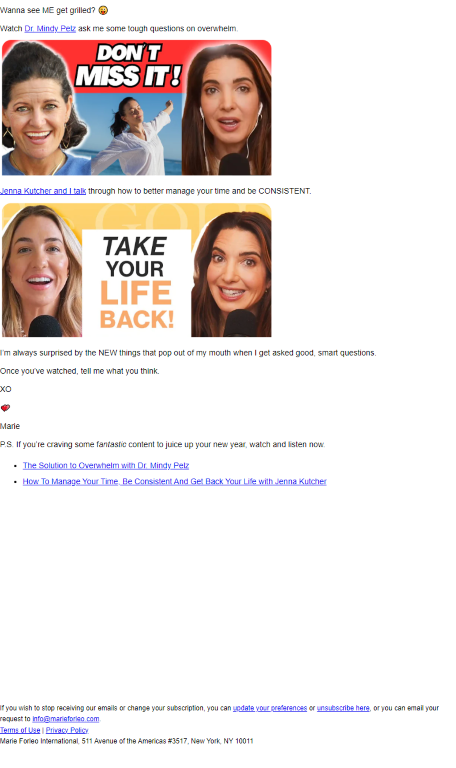 Wanna see ME get grilled? 😀
Watch Dr. Mindy Pelz ask me some tough questions on overwhelm.
DON'T
MISS IT!
Jenna Kutcher and I talk through how to better manage your time and be CONSISTENT.
GOLD
TAKE
YOUR
LIFE
BACK!
I'm always surprised by the NEW things that pop out of my mouth when I get asked good, smart questions.
Once you've watched, tell me what you think.
XO
💕
Marie
P.S. If you're craving some fantastic content to juice up your new year, watch and listen now.
• The Solution to Overwhelm with Dr. Mindy Pelz
• How To Manage Your Time, Be Consistent And Get Back Your Life with Jenna Kutcher
If you wish to stop receiving our emails or change your subscription, you can update your preferences or unsubscribe here, or you can email your
request to info@marieforleo.com.
Terms of Use | Privacy Policy
Marie Forleo International, 511 Avenue of the Americas #3517, New York, NY 10011